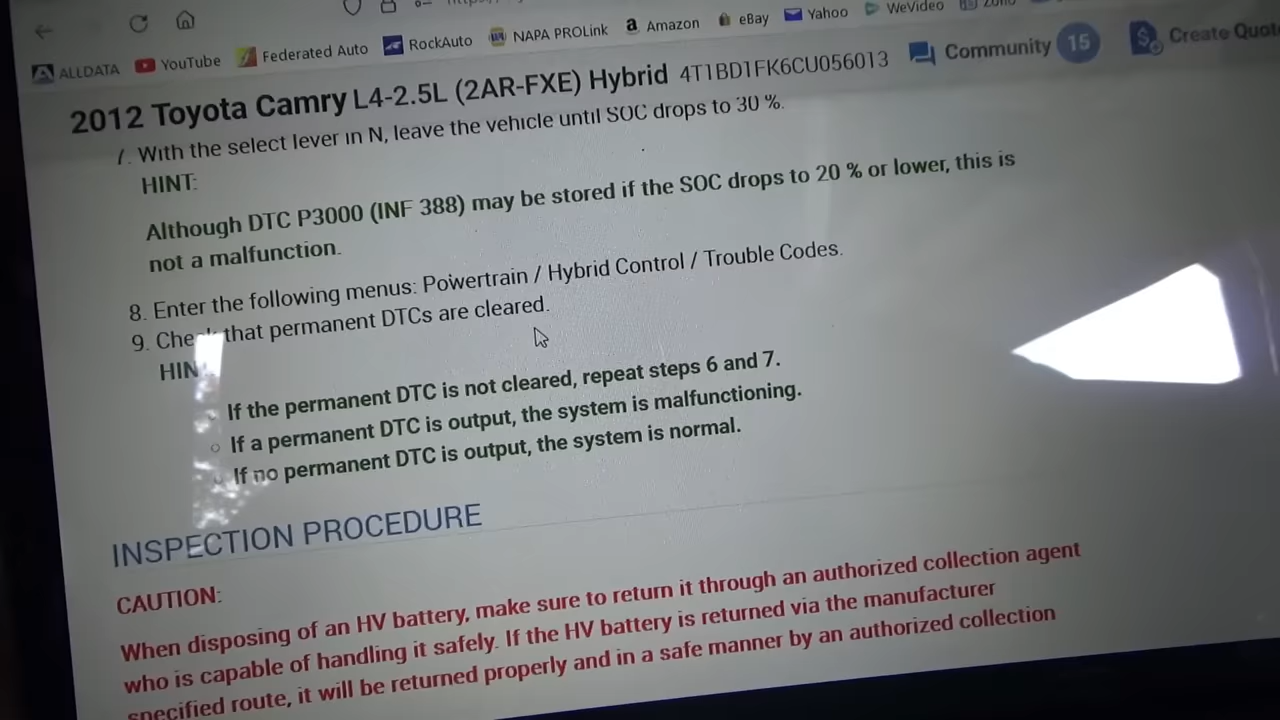 ALLDATA YouTube Federated Auto RockAuto NAPA PROLink Amazon eBay Yahoo WeVideo
2012 Toyota Camry L4-2.5L (2AR-FXE) Hybrid 4T1BD1FK6CU056013 Community 15 Create Quot
7. With the select lever in N, leave the vehicle until SOC drops to 30 %.
HINT:
Although DTC P3000 (INF 388) may be stored if the SOC drops to 20 % or lower, this is
not a malfunction.
8. Enter the following menus: Powertrain / Hybrid Control / Trouble Codes.
9. Che that permanent DTCs are cleared.
HIN
If the permanent DTC is not cleared, repeat steps 6 and 7.
If a permanent DTC is output, the system is malfunctioning.
If no permanent DTC is output, the system is normal.
INSPECTION PROCEDURE
CAUTION:
When disposing of an HV battery, make sure to return it through an authorized collection agent
who is capable of handling it safely. If the HV battery is returned via the manufacturer
specified route, it will be returned properly and in a safe manner by an authorized collection